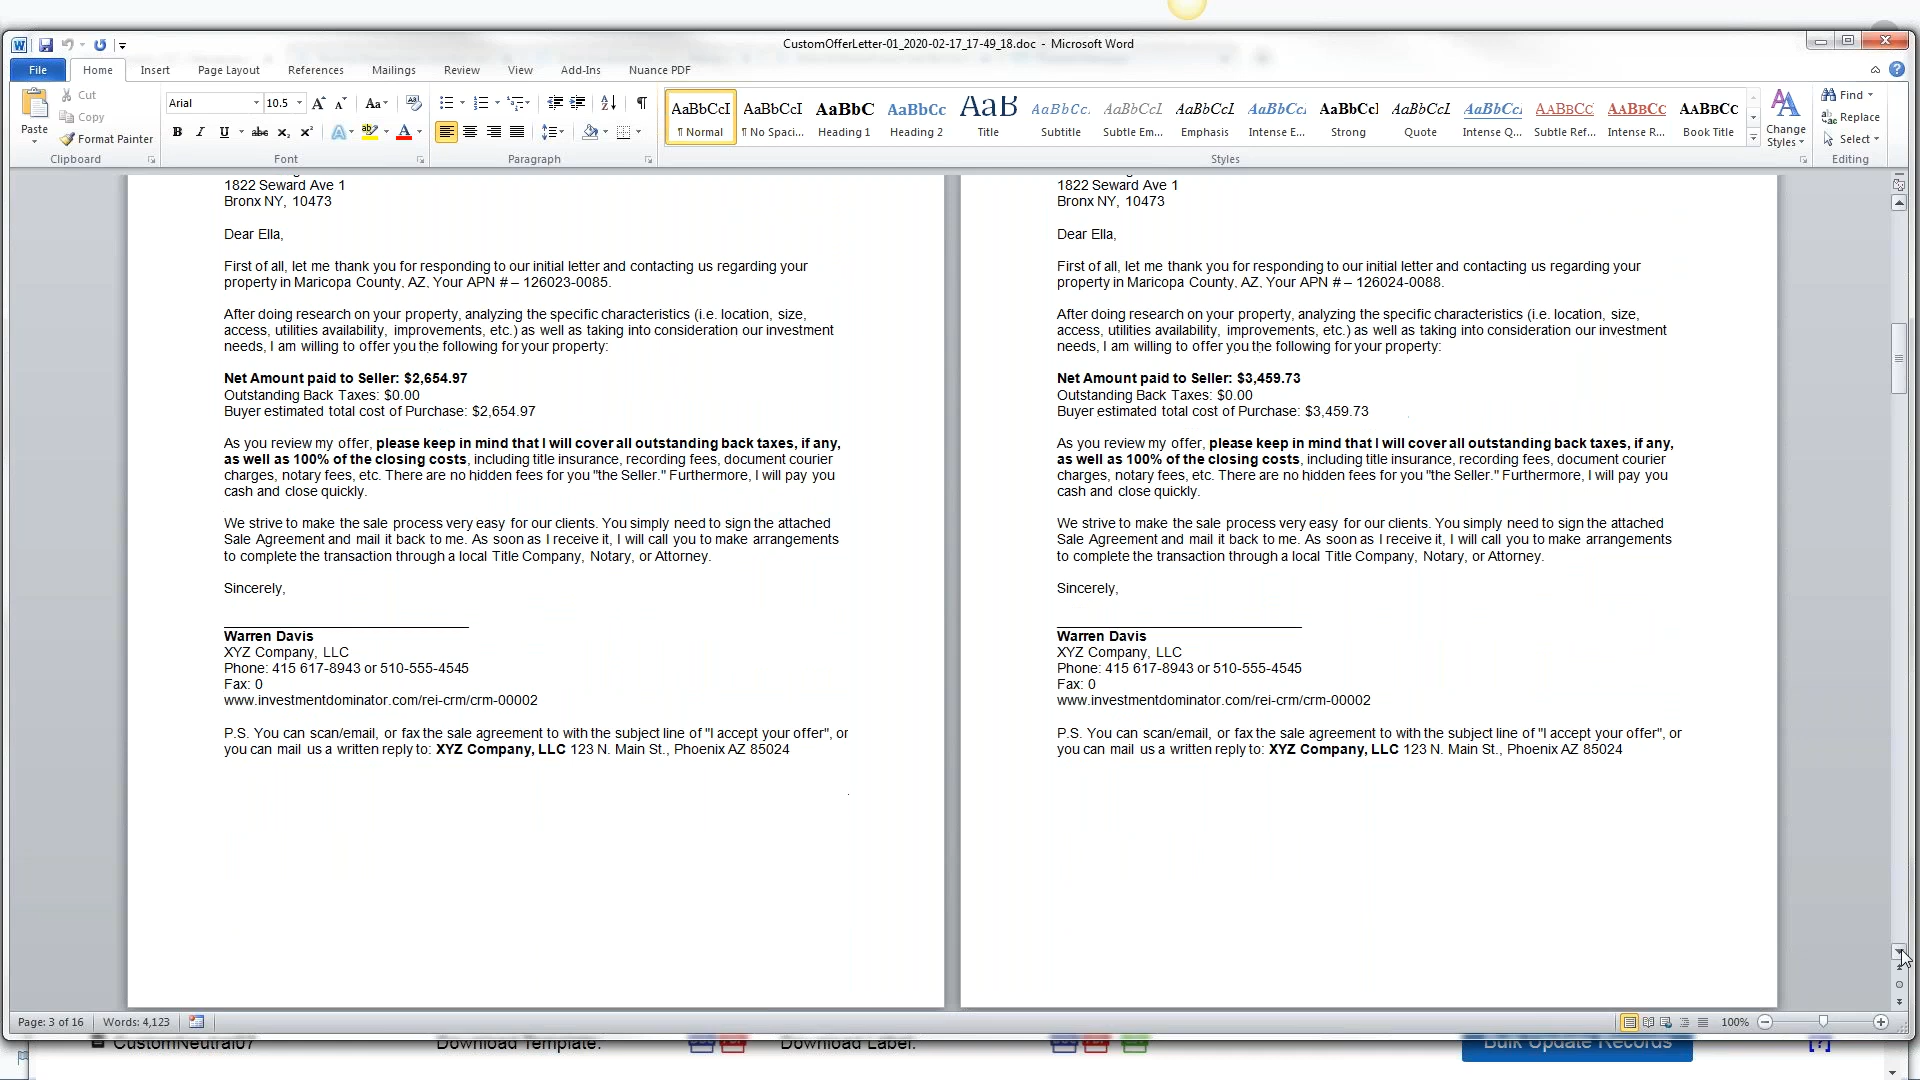 CustomOfferLetter-01_2020-02-17_17-49_18.doc - Microsoft Word
File Home Insert Page Layout References Mailings Review View Add-Ins Nuance PDF
Paste
Cut
Copy
Format Painter
Clipboard
Arial 10.5
Font
Paragraph
AaBbCcI AaBbCcI AaBbC AaBbCc AaB AaBbCc. AaBbCcI AaBbCcI AaBbCcI AaBbCcI AaBbCcI AaBbCcI AaBbCc AaBbCc AaBbCc
¶ Normal ¶ No Spaci... Heading 1 Heading 2 Title Subtitle Subtle Em... Emphasis Intense E... Strong Quote Intense Q... Subtle Ref... Intense R... Book Title
Styles
Change Styles
Find
Replace
Select
Editing
1822 Seward Ave 1
Bronx NY, 10473
Dear Ella,
First of all, let me thank you for responding to our initial letter and contacting us regarding your
property in Maricopa County, AZ, Your APN # – 126023-0085.
After doing research on your property, analyzing the specific characteristics (i.e. location, size,
access, utilities availability, improvements, etc.) as well as taking into consideration our investment
needs, I am willing to offer you the following for your property:
Net Amount paid to Seller: $2,654.97
Outstanding Back Taxes: $0.00
Buyer estimated total cost of Purchase: $2,654.97
As you review my offer, please keep in mind that I will cover all outstanding back taxes, if any,
as well as 100% of the closing costs, including title insurance, recording fees, document courier
charges, notary fees, etc. There are no hidden fees for you "the Seller." Furthermore, I will pay you
cash and close quickly.
We strive to make the sale process very easy for our clients. You simply need to sign the attached
Sale Agreement and mail it back to me. As soon as I receive it, I will call you to make arrangements
to complete the transaction through a local Title Company, Notary, or Attorney.
Sincerely,
Warren Davis
XYZ Company, LLC
Phone: 415 617-8943 or 510-555-4545
Fax: 0
www.investmentdominator.com/rei-crm/crm-00002
P.S. You can scan/email, or fax the sale agreement to with the subject line of "I accept your offer", or
you can mail us a written reply to: XYZ Company, LLC 123 N. Main St., Phoenix AZ 85024
1822 Seward Ave 1
Bronx NY, 10473
Dear Ella,
First of all, let me thank you for responding to our initial letter and contacting us regarding your
property in Maricopa County, AZ, Your APN # – 126024-0088.
After doing research on your property, analyzing the specific characteristics (i.e. location, size,
access, utilities availability, improvements, etc.) as well as taking into consideration our investment
needs, I am willing to offer you the following for your property:
Net Amount paid to Seller: $3,459.73
Outstanding Back Taxes: $0.00
Buyer estimated total cost of Purchase: $3,459.73
As you review my offer, please keep in mind that I will cover all outstanding back taxes, if any,
as well as 100% of the closing costs, including title insurance, recording fees, document courier
charges, notary fees, etc. There are no hidden fees for you "the Seller." Furthermore, I will pay you
cash and close quickly.
We strive to make the sale process very easy for our clients. You simply need to sign the attached
Sale Agreement and mail it back to me. As soon as I receive it, I will call you to make arrangements
to complete the transaction through a local Title Company, Notary, or Attorney.
Sincerely,
Warren Davis
XYZ Company, LLC
Phone: 415 617-8943 or 510-555-4545
Fax: 0
www.investmentdominator.com/rei-crm/crm-00002
P.S. You can scan/email, or fax the sale agreement to with the subject line of "I accept your offer", or
you can mail us a written reply to: XYZ Company, LLC 123 N. Main St., Phoenix AZ 85024
Page: 3 of 16 Words: 4,123 100%
CustomNeutral07 Download Template: Download Label: Bulk Update Records [?]